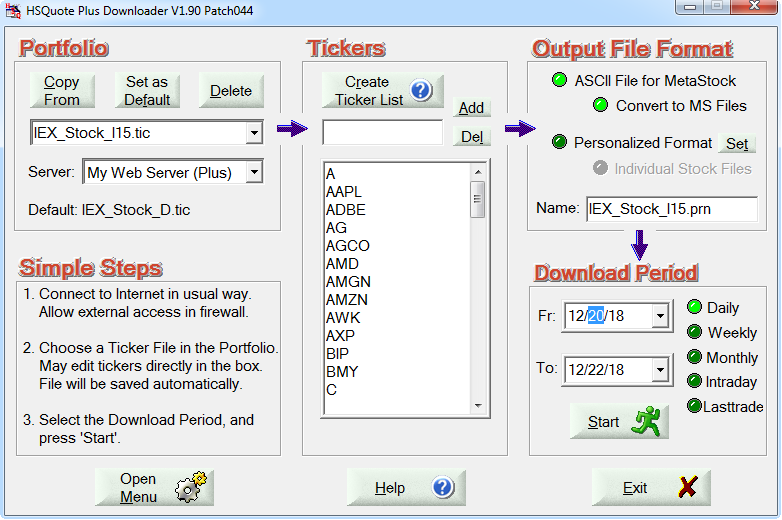 HSQuote Plus Downloader V1.90 Patch044
Portfolio
Copy From
Set as Default
Delete
IEX_Stock_I15.tic
Server:
My Web Server (Plus)
Default: IEX_Stock_D.tic
Simple Steps
1. Connect to Internet in usual way.
Allow external access in firewall.
2. Choose a Ticker File in the Portfolio.
May edit tickers directly in the box.
File will be saved automatically.
3. Select the Download Period, and
press 'Start'.
Tickers
Create
Ticker List
?
Add
Del
A
AAPL
ADBE
AG
AGCO
AMD
AMGN
AMZN
AWK
AXP
BIP
BMY
C
Output File Format
ASCII File for MetaStock
Convert to MS Files
Personalized Format
Set
Individual Stock Files
Name:
IEX_Stock_I15.prn
Download Period
Fr:
12/20/18
To:
12/22/18
Daily
Weekly
Monthly
Intraday
Lasttrade
Start
Open
Menu
Help
?
Exit